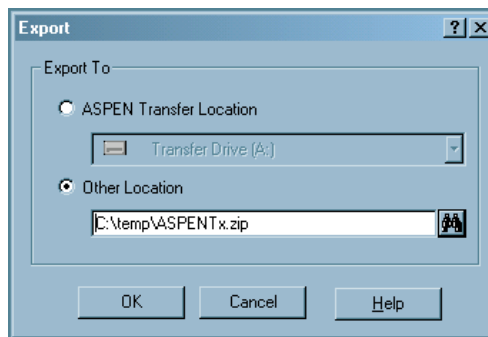 Export
Export To
ASPEN Transfer Location
Transfer Drive (A:)
Other Location
C:\temp\ASPENTx.zip
OK Cancel Help